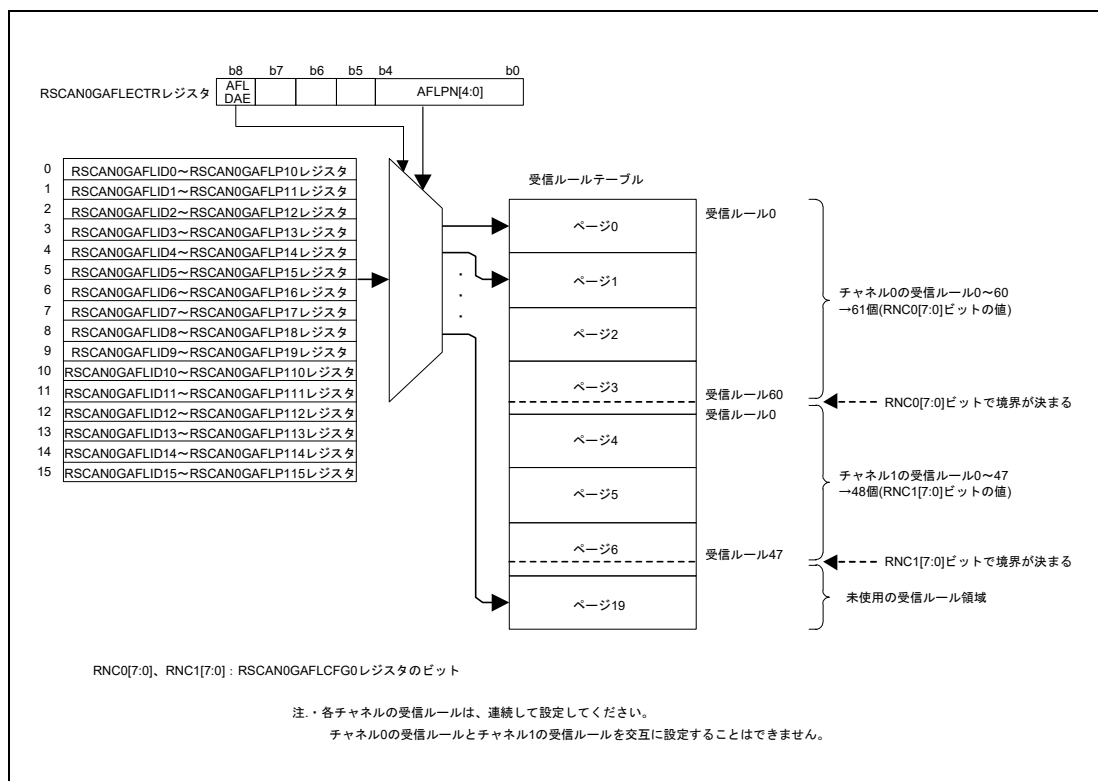 b8 b7 b6 b5 b4 b0
RSCAN0GAFLECTRレジスタ
AFL
DAE
AFLPN[4:0]
0 RSCAN0GAFLID0～RSCAN0GAFLP10レジスタ
1 RSCAN0GAFLID1～RSCAN0GAFLP11レジスタ
2 RSCAN0GAFLID2～RSCAN0GAFLP12レジスタ
3 RSCAN0GAFLID3～RSCAN0GAFLP13レジスタ
4 RSCAN0GAFLID4～RSCAN0GAFLP14レジスタ
5 RSCAN0GAFLID5～RSCAN0GAFLP15レジスタ
6 RSCAN0GAFLID6～RSCAN0GAFLP16レジスタ
7 RSCAN0GAFLID7～RSCAN0GAFLP17レジスタ
8 RSCAN0GAFLID8～RSCAN0GAFLP18レジスタ
9 RSCAN0GAFLID9～RSCAN0GAFLP19レジスタ
10 RSCAN0GAFLID10～RSCAN0GAFLP110レジスタ
11 RSCAN0GAFLID11～RSCAN0GAFLP111レジスタ
12 RSCAN0GAFLID12～RSCAN0GAFLP112レジスタ
13 RSCAN0GAFLID13～RSCAN0GAFLP113レジスタ
14 RSCAN0GAFLID14～RSCAN0GAFLP114レジスタ
15 RSCAN0GAFLID15～RSCAN0GAFLP115レジスタ
受信ルールテーブル
ページ0
ページ1
ページ2
ページ3
ページ4
ページ5
ページ6
ページ19
受信ルール0
受信ルール60
受信ルール0
受信ルール47
チャネル0の受信ルール0～60
→61個(RNC0[7:0]ビットの値)
RNC0[7:0]ビットで境界が決まる
チャネル1の受信ルール0～47
→48個(RNC1[7:0]ビットの値)
RNC1[7:0]ビットで境界が決まる
未使用の受信ルール領域
RNC0[7:0]、RNC1[7:0]：RSCAN0GAFLCFG0レジスタのビット
注.・各チャネルの受信ルールは、連続して設定してください。
チャネル0の受信ルールとチャネル1の受信ルールを交互に設定することはできません。